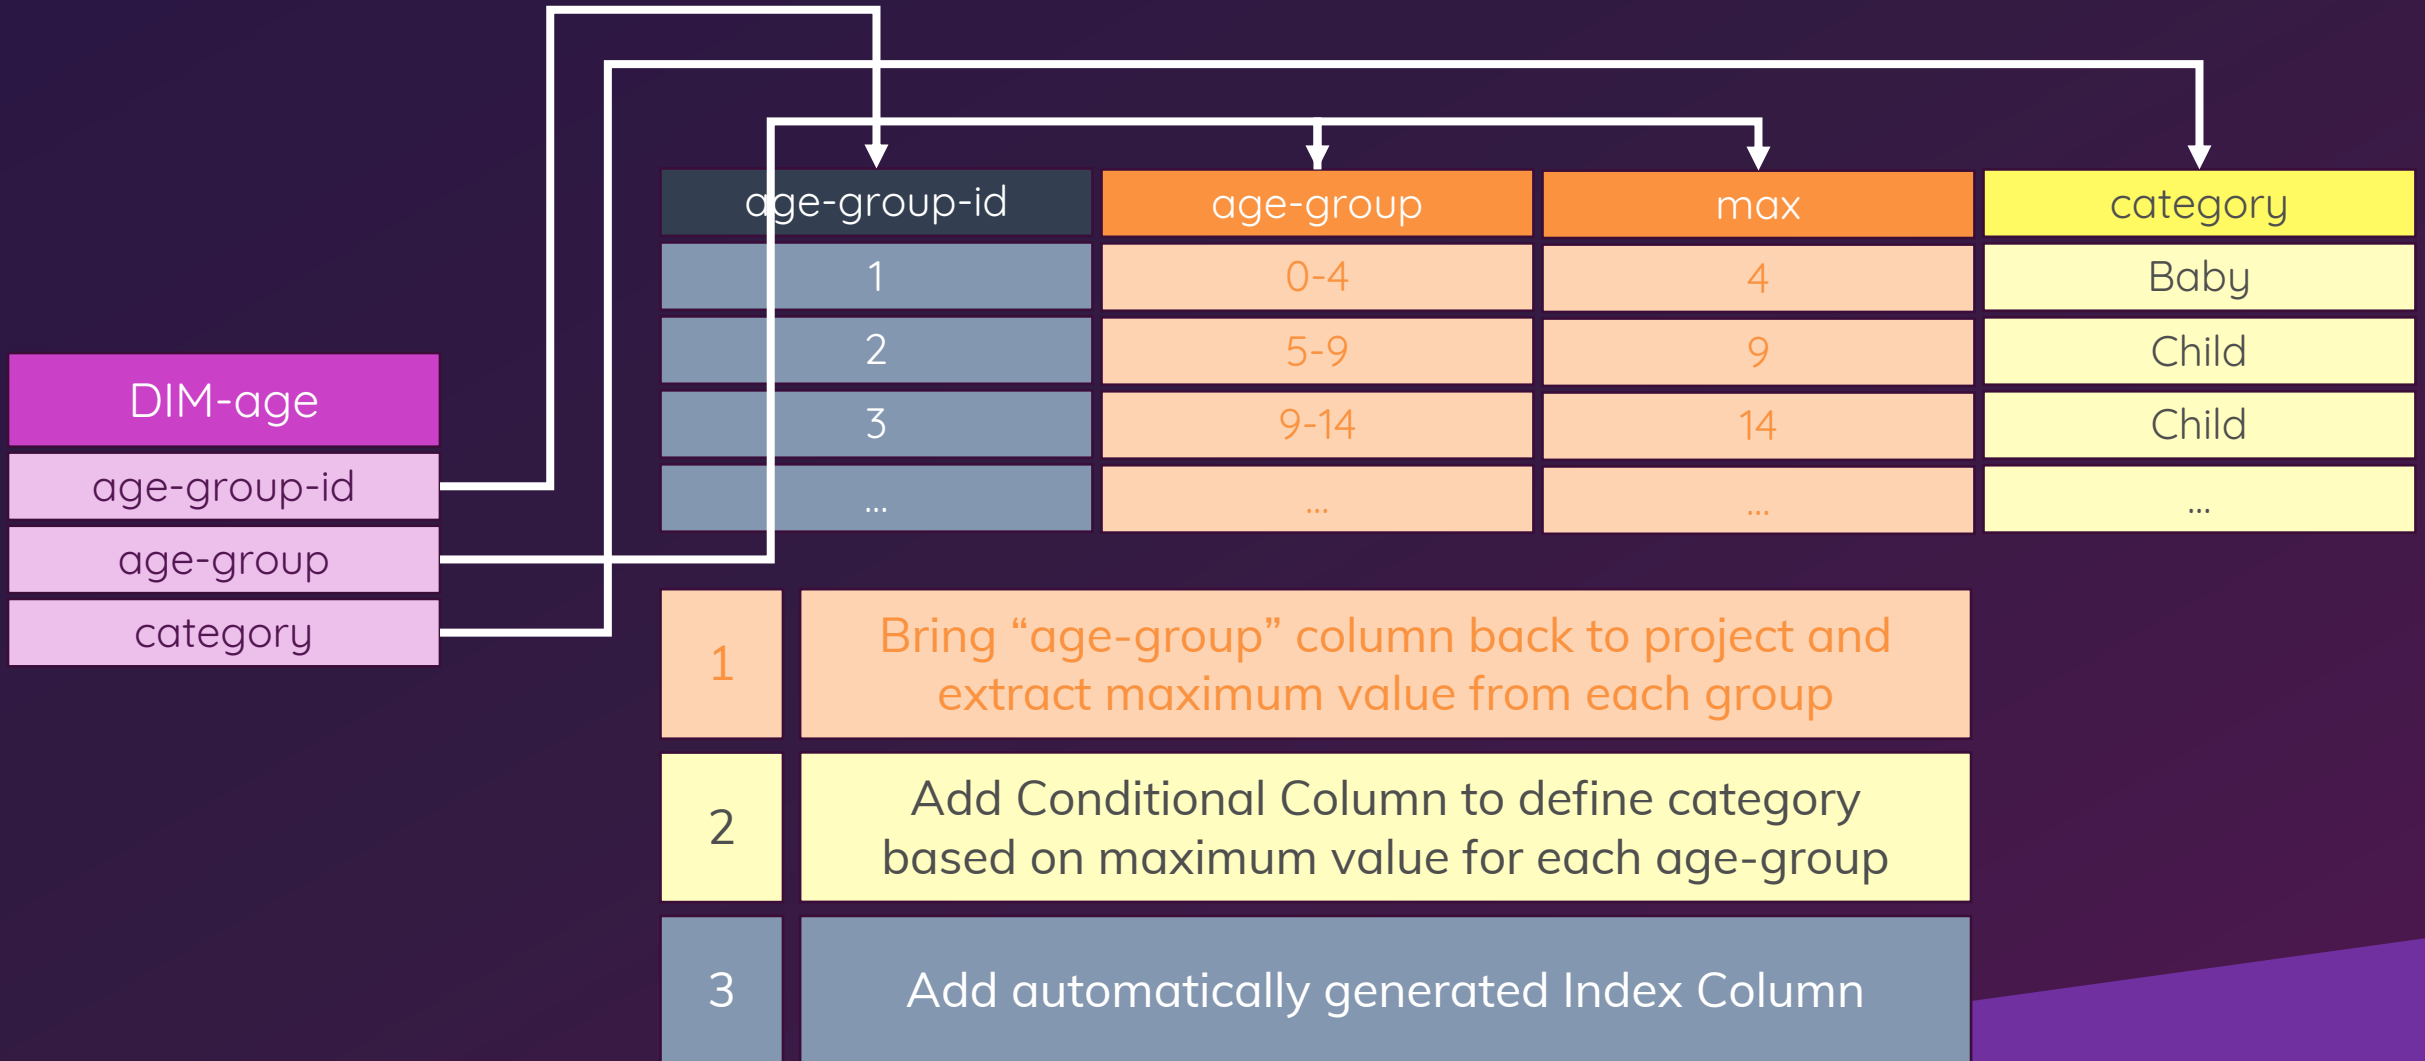 age-group-id age-group max category
1 0-4 4 Baby
2 5-9 9 Child
3 9-14 14 Child
... ... ... ...
DIM-age
age-group-id
age-group
category
1 Bring “age-group” column back to project and
extract maximum value from each group
2 Add Conditional Column to define category
based on maximum value for each age-group
3 Add automatically generated Index Column